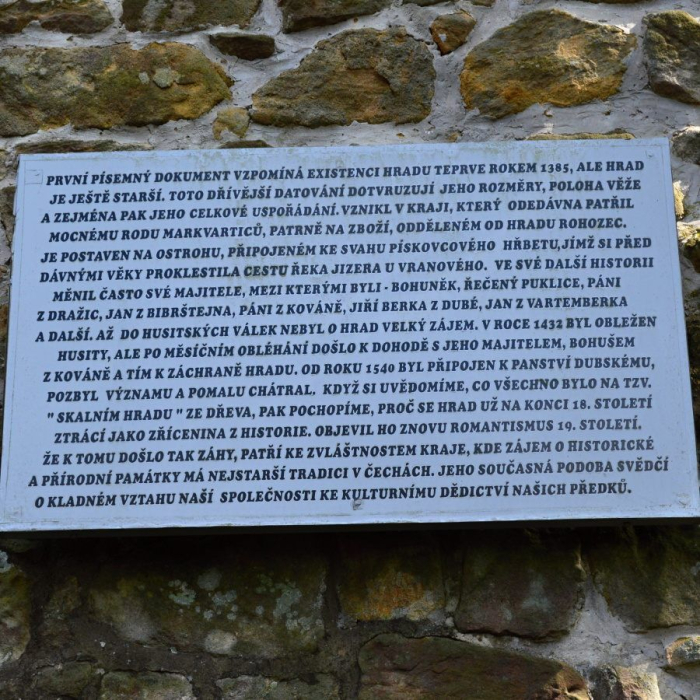 PRVNÍ PÍSEMNÝ DOKUMENT VZPOMÍNÁ EXISTENCI HRADU TEPRVE ROKEM 1385, ALE HRAD
JE JEŠTĚ STARŠÍ. TOTO DŘÍVĚJŠÍ DATOVÁNÍ DOTVRUZUJÍ JEHO ROZMĚRY, POLOHA VĚŽE
A ZEJMÉNA PAK JEHO CELKOVÉ USPOŘÁDÁNÍ. VZNIKL V KRAJI, KTERÝ ODEDÁVNA PATŘIL
MOCNÉMU RODU MARKVARTICŮ, PATRNĚ NA ZBOŽÍ, ODDĚLENÉM OD HRADU ROHOZEC.
JE POSTAVEN NA OSTROHU, PŘIPOJENÉM KE SVAHU PÍSKOVCOVÉHO HŘBETU, JÍMŽ SI PŘED
DÁVNÝMI VĚKY PROKLESTILA CESTU ŘEKA JIZERA U VRANOVÉHO. VE SVÉ DALŠÍ HISTORII
MĚNIL ČASTO SVÉ MAJITELE, MEZI KTERÝMI BYLI - BOHUNĚK, ŘEČENÝ PUKLICE, PÁNI
Z DRAŽIC, JAN Z BIBRŠTEJNA, PÁNI Z KOVÁNĚ, JIŘÍ BERKA Z DUBÉ, JAN Z VARTEMBERKA
A DALŠÍ. AŽ DO HUSITSKÝCH VÁLEK NEBYL O HRAD VELKÝ ZÁJEM. V ROCE 1432 BYL OBLEŽEN
HUSITY, ALE PO MĚSÍČNÍM OBLÉHÁNÍ DOŠLO K DOHODĚ S JEHO MAJITELEM, BOHUŠEM
Z KOVÁNĚ A TÍM K ZÁCHRANĚ HRADU. OD ROKU 1540 BYL PŘIPOJEN K PANSTVÍ DUBSKÉMU,
POZBYL VÝZNAMU A POMALU CHÁTRAL. KDYŽ SI UVĚDOMÍME, CO VŠECHNO BYLO NA TZV.
" SKALNÍM HRADU " ZE DŘEVA, PAK POCHOPÍME, PROČ SE HRAD UŽ NA KONCI 18. STOLETÍ
ZTRÁCÍ JAKO ZŘÍCENINA Z HISTORIE. OBJEVIL HO ZNOVU ROMANTISMUS 19. STOLETÍ.
ŽE K TOMU DOŠLO TAK ZÁHY, PATŘÍ KE ZVLÁŠTNOSTEM KRAJE, KDE ZÁJEM O HISTORICKÉ
A PŘÍRODNÍ PAMÁTKY MÁ NEJSTARŠÍ TRADICI V ČECHÁCH. JEHO SOUČASNÁ PODOBA SVĚDČÍ
O KLADNÉM VZTAHU NAŠÍ SPOLEČNOSTI KE KULTURNÍMU DĚDICTVÍ NAŠICH PŘEDKŮ.